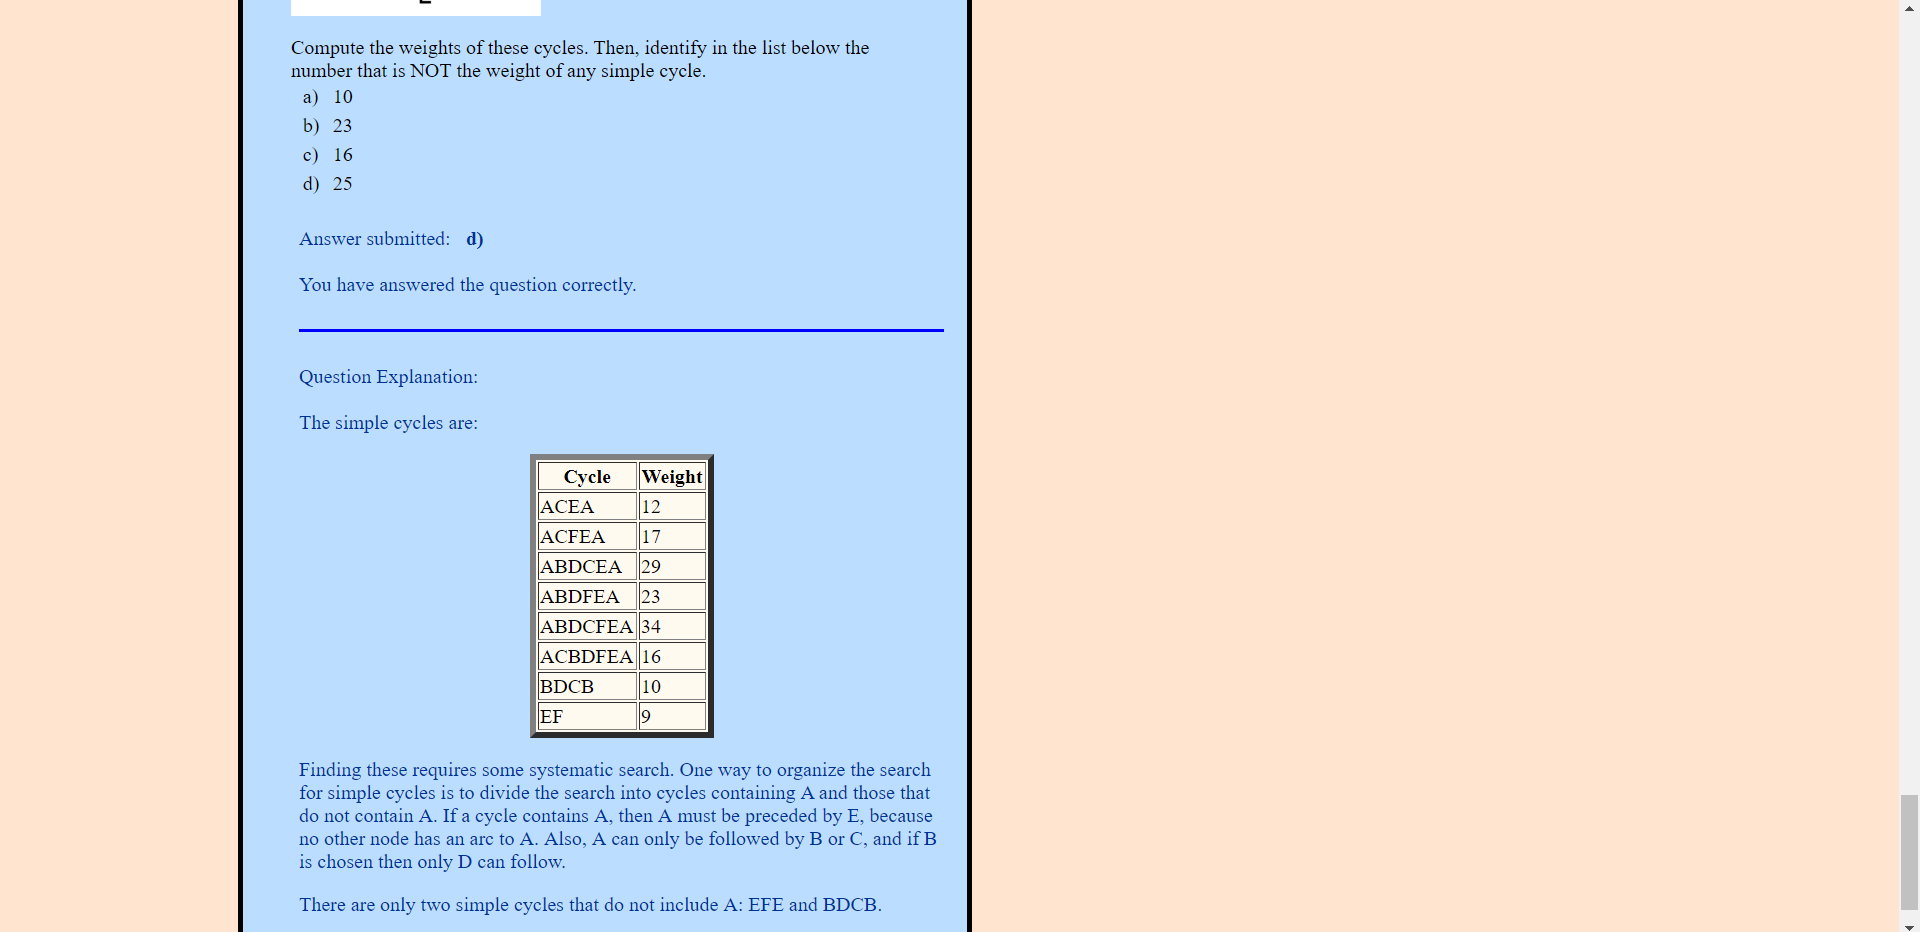 Compute the weights of these cycles. Then, identify in the list below the
number that is NOT the weight of any simple cycle.
a) 10
b) 23
c) 16
d) 25
Answer submitted: d)
You have answered the question correctly.
Question Explanation:
The simple cycles are:
Cycle Weight
ACEA 12
ACFEA 17
ABDCEA 29
ABDFEA 23
ABDCFEA 34
ACBDFEA 16
BDCB 10
EF 9
Finding these requires some systematic search. One way to organize the search
for simple cycles is to divide the search into cycles containing A and those that
do not contain A. If a cycle contains A, then A must be preceded by E, because
no other node has an arc to A. Also, A can only be followed by B or C, and if B
is chosen then only D can follow.
There are only two simple cycles that do not include A: EFE and BDCB.